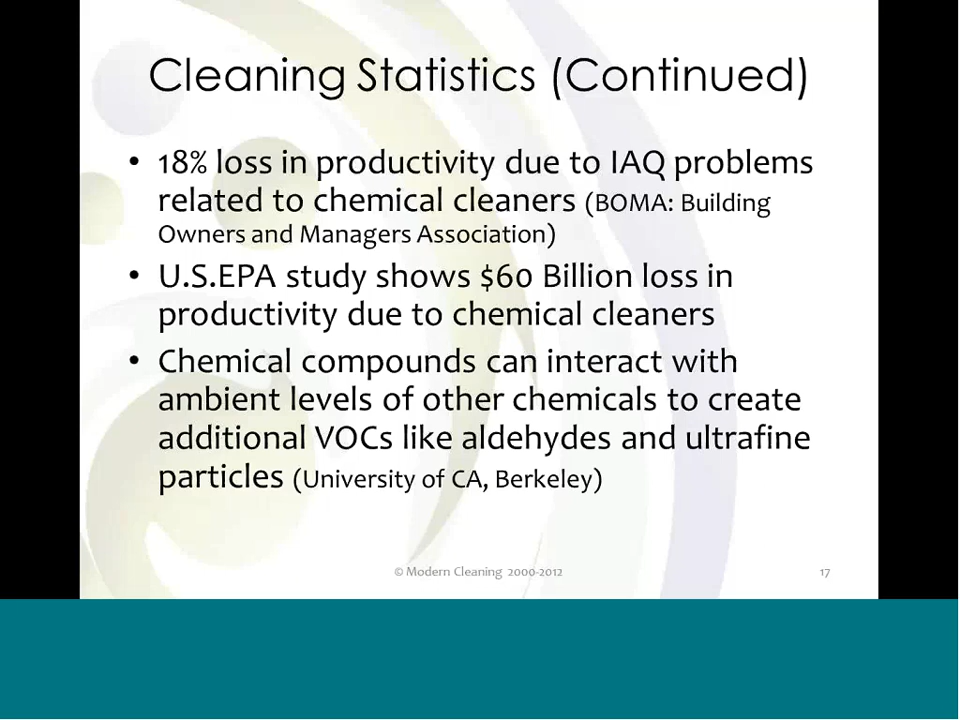 Cleaning Statistics (Continued)
• 18% loss in productivity due to IAQ problems
related to chemical cleaners (BOMA: Building
Owners and Managers Association)
• U.S.EPA study shows $60 Billion loss in
productivity due to chemical cleaners
• Chemical compounds can interact with
ambient levels of other chemicals to create
additional VOCs like aldehydes and ultrafine
particles (University of CA, Berkeley)
© Modern Cleaning 2000-2012
17